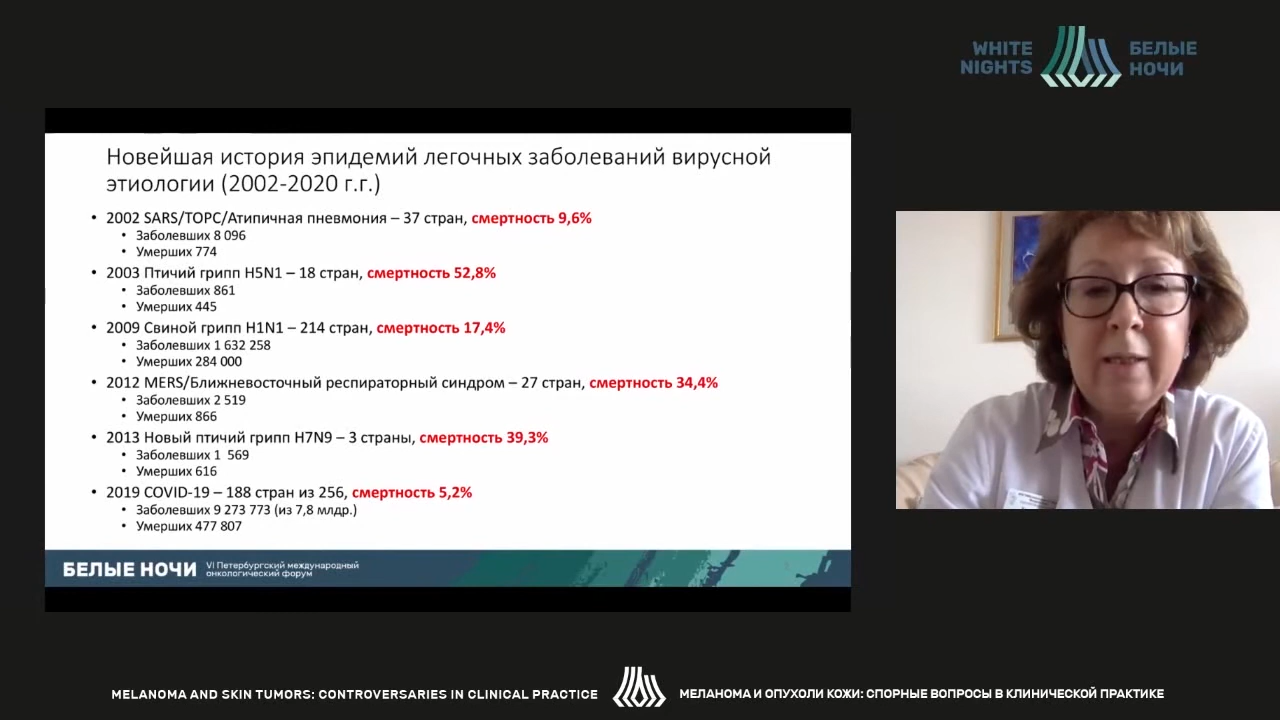 WHITE
NIGHTS
БЕЛЫЕ
НОЧИ
Новейшая история эпидемий легочных заболеваний вирусной
этиологии (2002-2020 г.г.)
• 2002 SARS/ТОРС/Атипичная пневмония – 37 стран, смертность 9,6%
• Заболевших 8 096
• Умерших 774
• 2003 Птичий грипп H5N1 – 18 стран, смертность 52,8%
• Заболевших 861
• Умерших 445
• 2009 Свиной грипп H1N1 – 214 стран, смертность 17,4%
• Заболевших 1 632 258
• Умерших 284 000
• 2012 MERS/Ближневосточный респираторный синдром – 27 стран, смертность 34,4%
• Заболевших 2 519
• Умерших 866
• 2013 Новый птичий грипп H7N9 – 3 страны, смертность 39,3%
• Заболевших 1 569
• Умерших 616
• 2019 COVID-19 – 188 стран из 256, смертность 5,2%
• Заболевших 9 273 773 (из 7,8 млдр.)
• Умерших 477 807
БЕЛЫЕ НОЧИ
VI Петербургский международный
онкологический форум
MELANOMA AND SKIN TUMORS: CONTROVERSARIES IN CLINICAL PRACTICE
МЕЛАНОМА И ОПУХОЛИ КОЖИ: СПОРНЫЕ ВОПРОСЫ В КЛИНИЧЕСКОЙ ПРАКТИКЕ